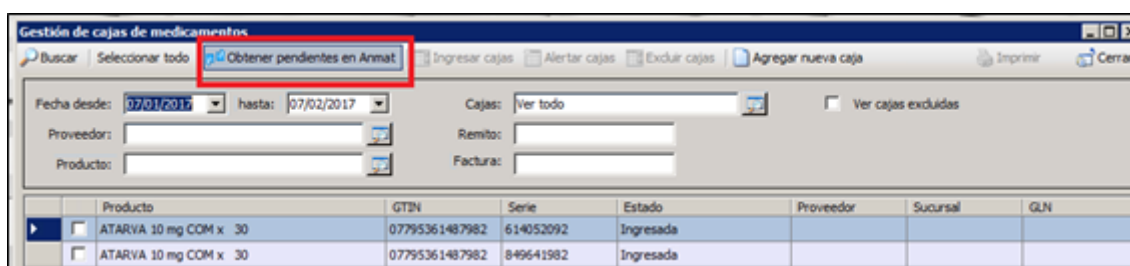 Gestión de cajas de medicamentos
Buscar Seleccionar todo Obtener pendientes en Anmat Ingresar cajas Alertar cajas Excluir cajas Agregar nueva caja Imprimir
Fecha desde: 07/01/2017 hasta: 07/02/2017 Cajas: Ver todo Ver cajas excluidas
Proveedor: Remito:
Producto: Factura:
Producto GTIN Serie Estado Proveedor Sucursal GLN
ATARVA 10 mg COM x 30 07795361487982 614052092 Ingresada
ATARVA 10 mg COM x 30 07795361487982 849641982 Ingresada